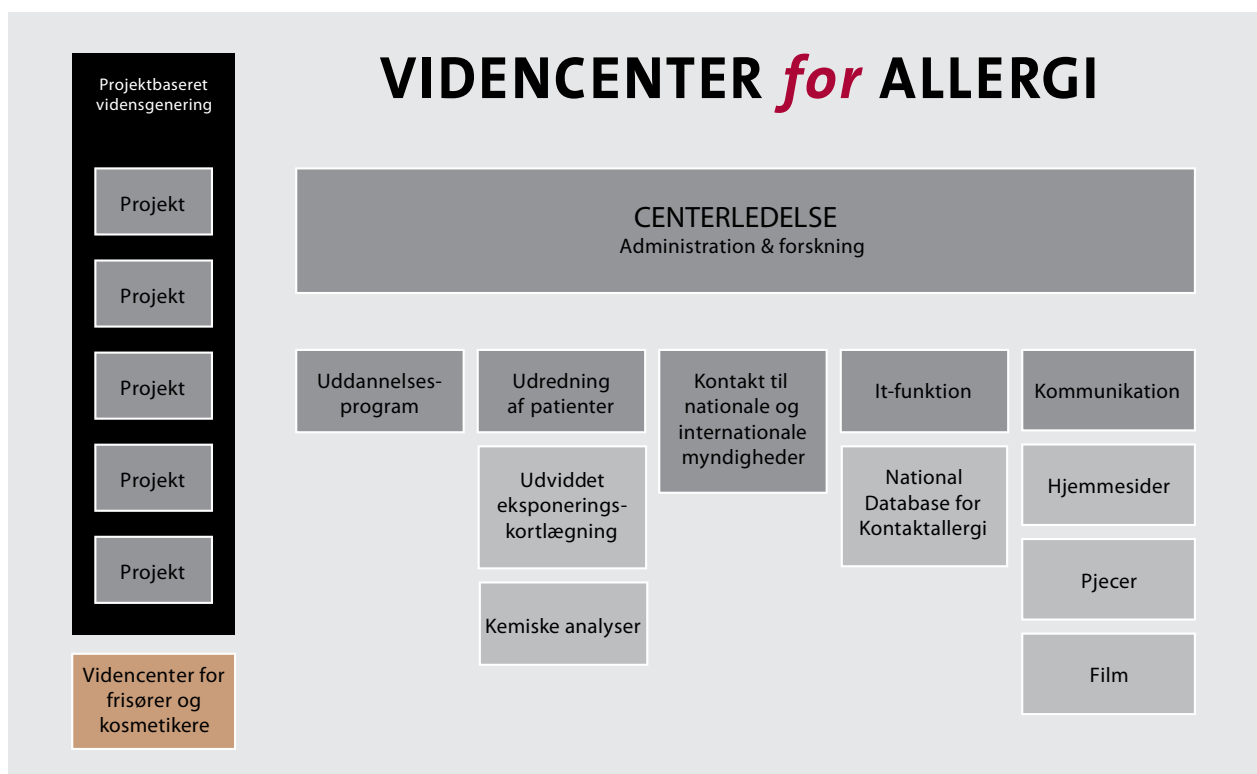 Projektbaseret
vidensgenering
Projekt
Projekt
Projekt
Projekt
Projekt
Videncenter for
frisører og
kosmetikere
VIDENCENTER for ALLERGI
CENTERLEDELSE
Administration & forskning
Uddannelses-
program
Udredning
af patienter
Udviddet
eksponerings-
kortlægning
Kemiske analyser
Kontakt til
nationale og
internationale
myndigheder
It-funktion
National
Database for
Kontaktallergi
Kommunikation
Hjemmesider
Pjecer
Film